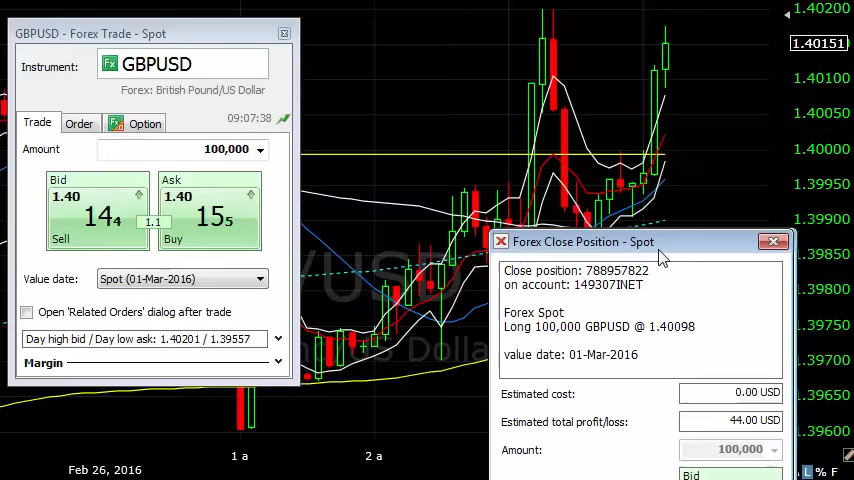 GBPUSD - Forex Trade - Spot
Instrument:
Fx GBPUSD
Forex: British Pound/US Dollar
Trade
Order
Fx Option
09:07:38
Amount
100,000
Bid
1.40
14 4
Sell
1.1
Ask
1.40
15 5
Buy
Value date:
Spot (01-Mar-2016)
Open 'Related Orders' dialog after trade
Day high bid / Day low ask: 1.40201 / 1.39557
Margin
Forex Close Position - Spot
Close position: 788957822
on account: 149307INET
Forex Spot
Long 100,000 GBPUSD @ 1.40098
value date: 01-Mar-2016
Estimated cost:
0.00 USD
Estimated total profit/loss:
44.00 USD
Amount:
100,000
Bid
1.40200
1.40151
1.40100
1.40050
1.40000
1.39950
1.39900
1.39850
1.39800
1.39750
1.39700
1.39650
1.39600
Feb 26, 2016
1 a
2 a
L % F